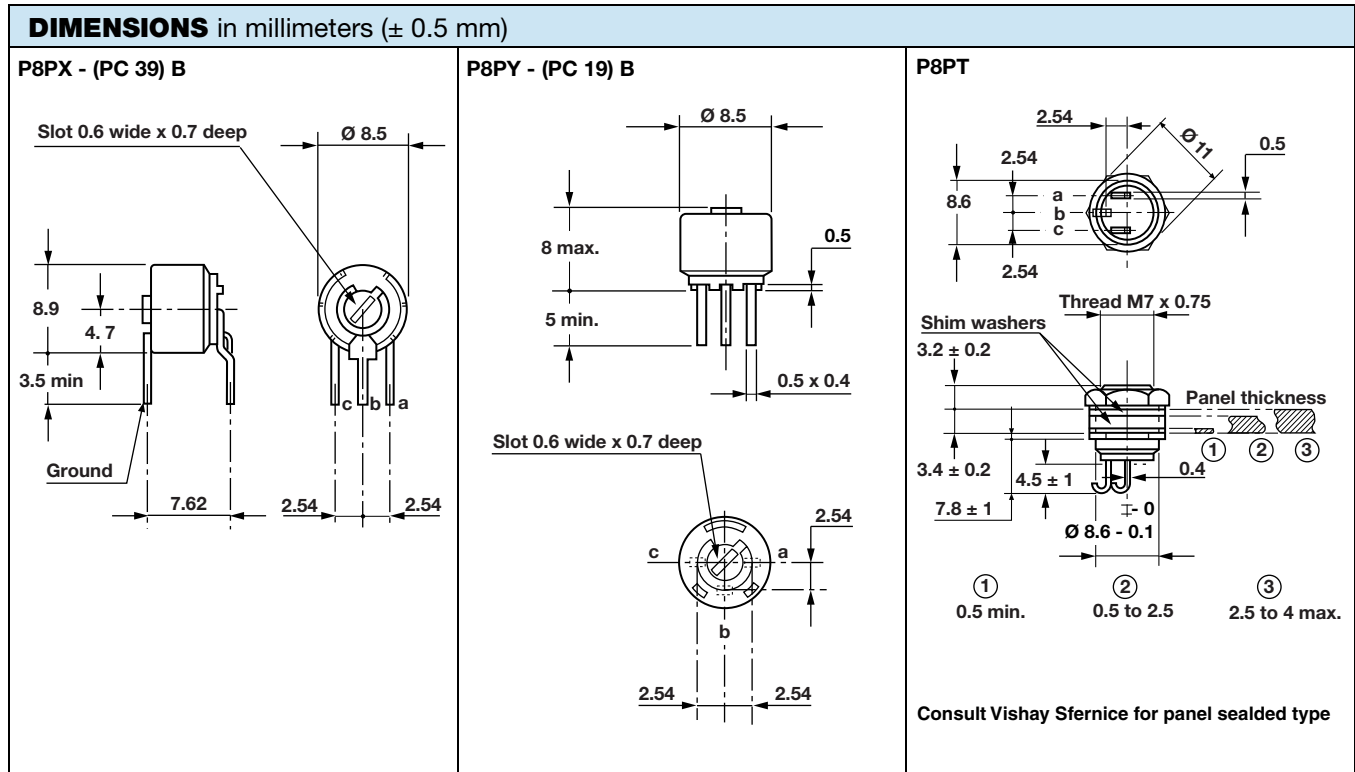 DIMENSIONS in millimeters (± 0.5 mm)
P8PX - (PC 39) B
Slot 0.6 wide x 0.7 deep
Ø 8.5
8.9
4. 7
3.5 min
c
b
a
Ground
7.62
2.54
2.54
P8PY - (PC 19) B
Ø 8.5
8 max.
0.5
5 min.
0.5 x 0.4
Slot 0.6 wide x 0.7 deep
2.54
c
a
b
2.54
2.54
P8PT
2.54
Ø 11
0.5
2.54
8.6
a
b
c
2.54
Thread M7 x 0.75
Shim washers
3.2 ± 0.2
Panel thickness
1
2
3
3.4 ± 0.2
4.5 ± 1
0.4
7.8 ± 1
- 0
Ø 8.6 - 0.1
1
2
3
0.5 min.
0.5 to 2.5
2.5 to 4 max.
Consult Vishay Sfernice for panel sealded type